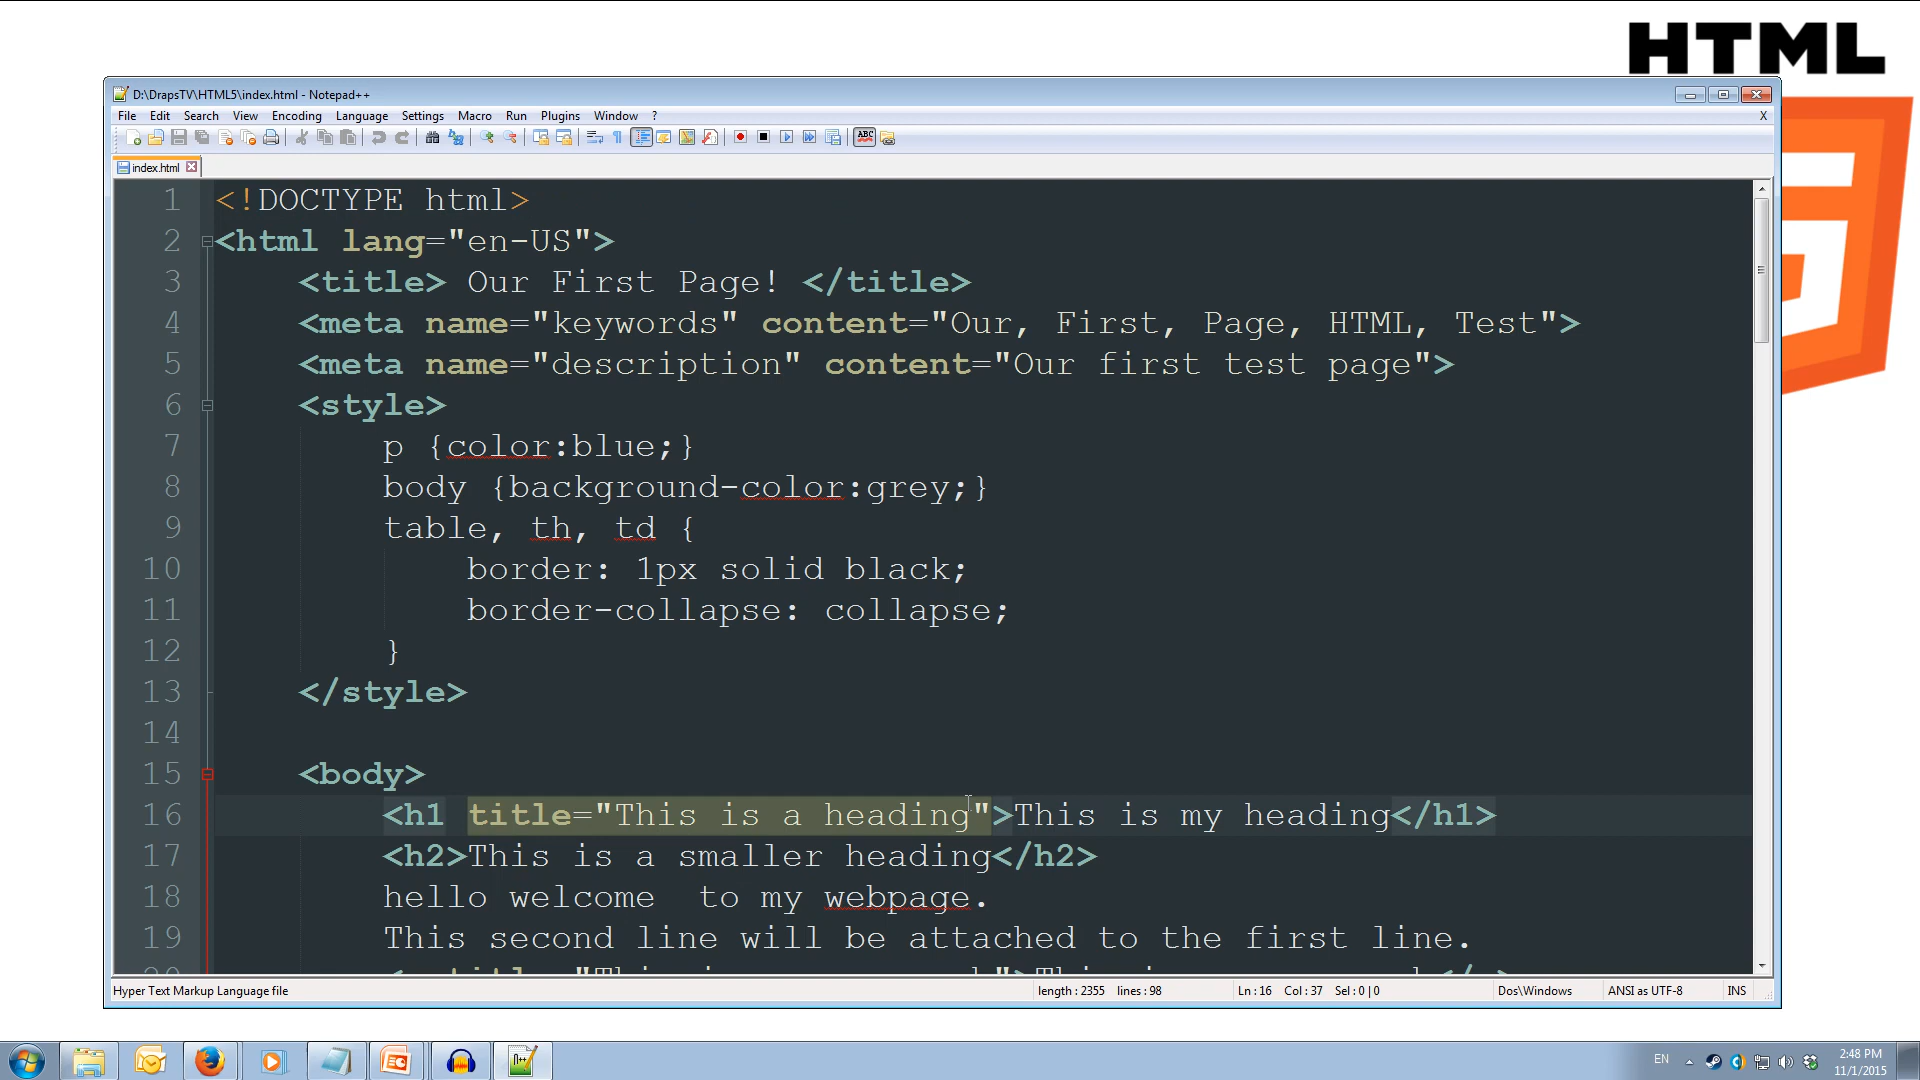 HTML
D:\DrapsTV\HTML5\index.html - Notepad++
File Edit Search View Encoding Language Settings Macro Run Plugins Window ? X
ABC
index.html
1 <!DOCTYPE html>
2 <html lang="en-US">
3 <title> Our First Page! </title>
4 <meta name="keywords" content="Our, First, Page, HTML, Test">
5 <meta name="description" content="Our first test page">
6 <style>
7 p {color:blue;}
8 body {background-color:grey;}
9 table, th, td {
10 border: 1px solid black;
11 border-collapse: collapse;
12 }
13 </style>
14
15 <body>
16 <h1 title="This is a heading">This is my heading</h1>
17 <h2>This is a smaller heading</h2>
18 hello welcome  to my webpage.
19 This second line will be attached to the first line.
Hyper Text Markup Language file length : 2355 lines : 98 Ln : 16 Col : 37 Sel : 0 | 0 Dos\Windows ANSI as UTF-8 INS
EN
2:48 PM
11/1/2015